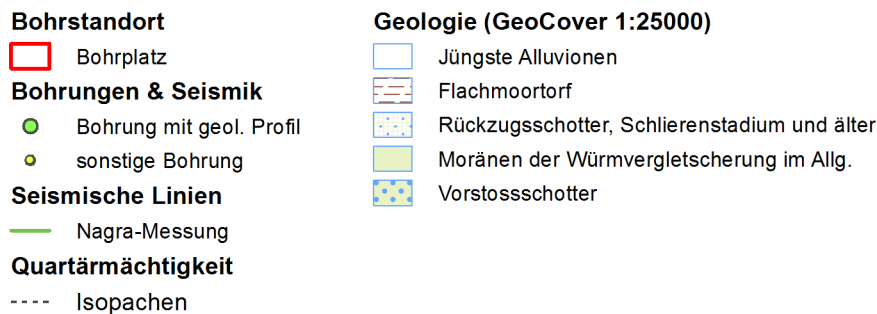 Bohrstandort
Bohrplatz
Bohrungen & Seismik
Bohrung mit geol. Profil
sonstige Bohrung
Seismische Linien
Nagra-Messung
Quartärmächtigkeit
Isopachen
Geologie (GeoCover 1:25000)
Jüngste Alluvionen
Flachmoortorf
Rückzugsschotter, Schlierenstadium und älter
Moränen der Würmvergletscherung im Allg.
Vorstossschotter